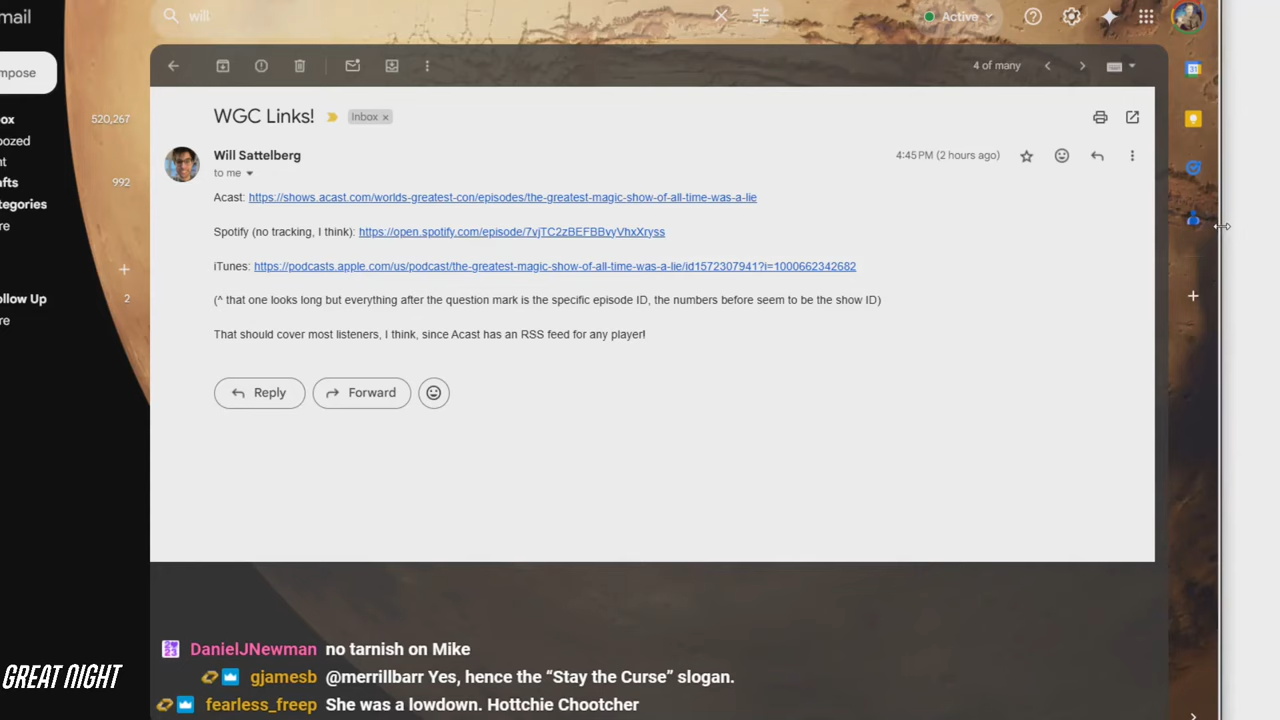 mail
will
Active
mpose
4 of many
ox 520,267
oozed
nt
afts 992
tegories
re
ollow Up 2
re
WGC Links!
Inbox ×
Will Sattelberg
4:45 PM (2 hours ago)
to me
Acast: https://shows.acast.com/worlds-greatest-con/episodes/the-greatest-magic-show-of-all-time-was-a-lie
Spotify (no tracking, I think): https://open.spotify.com/episode/7vjTC2zBEFBBvyVhxXryss
iTunes: https://podcasts.apple.com/us/podcast/the-greatest-magic-show-of-all-time-was-a-lie/id1572307941?i=1000662342682
(^ that one looks long but everything after the question mark is the specific episode ID, the numbers before seem to be the show ID)
That should cover most listeners, I think, since Acast has an RSS feed for any player!
Reply
Forward
31
DanielJNewman no tarnish on Mike
gjamesb @merrillbarr Yes, hence the “Stay the Curse” slogan.
fearless_freep She was a lowdown. Hottchie Chootcher
GREAT NIGHT